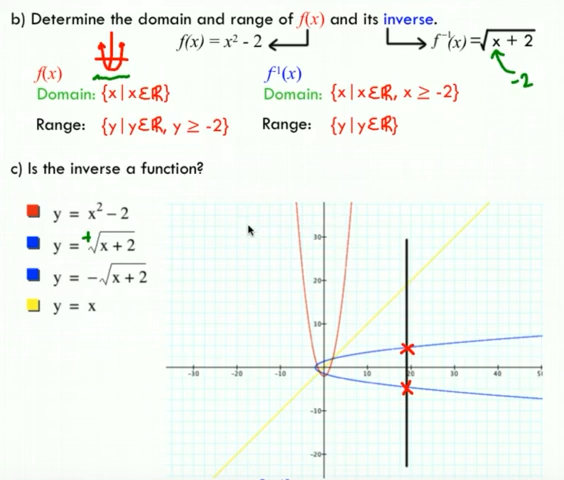 b) Determine the domain and range of f(x) and its inverse.
f(x) = x² - 2
f⁻¹(x) = √x + 2
-2
f(x)
f⁻¹(x)
Domain: {x | x ∈ ℝ}
Domain: {x | x ∈ ℝ, x ≥ -2}
Range: {y | y ∈ ℝ, y ≥ -2}
Range: {y | y ∈ ℝ}
c) Is the inverse a function?
y = x² − 2
y = +√x + 2
y = −√x + 2
y = x
30
20
10
-30 -20 -10 10 20 30 40
-10
-20